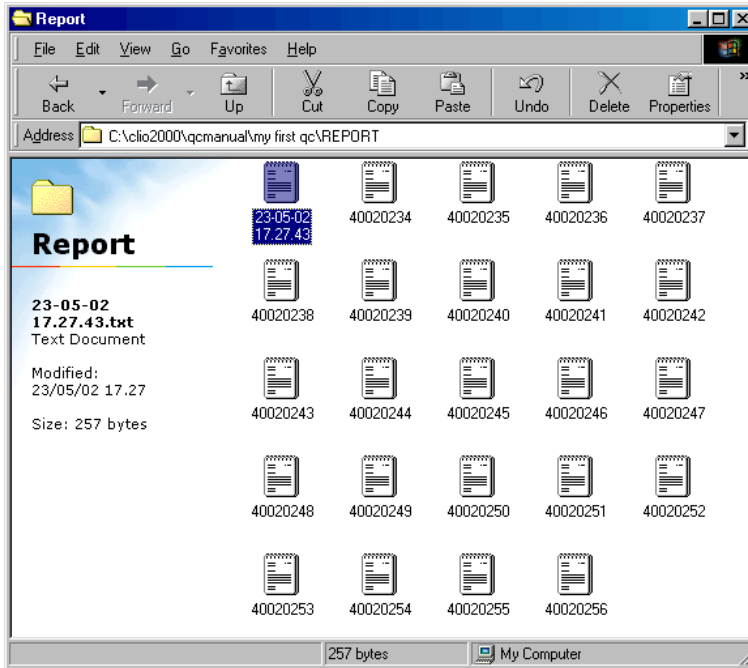 Report
File Edit View Go Favorites Help
Back Forward Up Cut Copy Paste Undo Delete Properties »
Address C:\clio2000\qcmanual\my first qc\REPORT
Report
23-05-02
17.27.43.txt
Text Document
Modified:
23/05/02 17.27
Size: 257 bytes
23-05-02
17.27.43
40020234 40020235 40020236 40020237
40020238 40020239 40020240 40020241 40020242
40020243 40020244 40020245 40020246 40020247
40020248 40020249 40020250 40020251 40020252
40020253 40020254 40020255 40020256
257 bytes My Computer